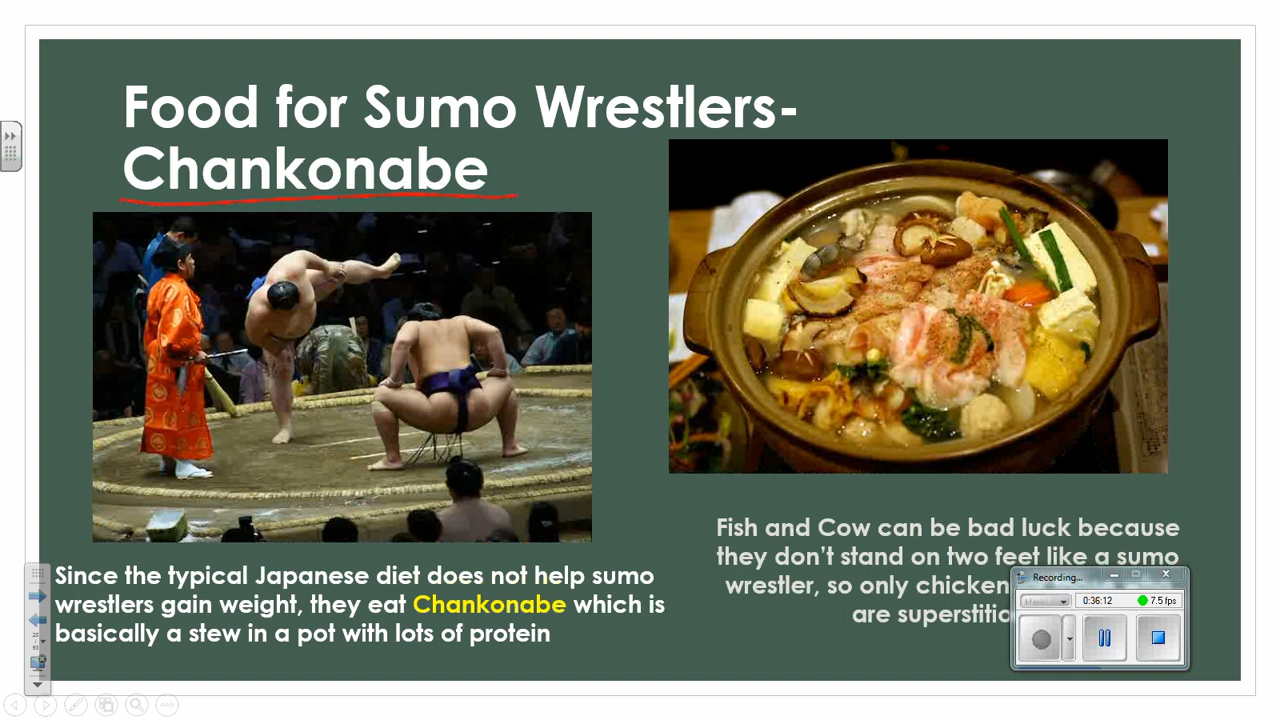 Food for Sumo Wrestlers-
Chankonabe
Since the typical Japanese diet does not help sumo
wrestlers gain weight, they eat Chankonabe which is
basically a stew in a pot with lots of protein
Fish and Cow can be bad luck because
they don't stand on two feet like a sumo
wrestler, so only chicken
are
Recording...
0:36:12
7.5 fps